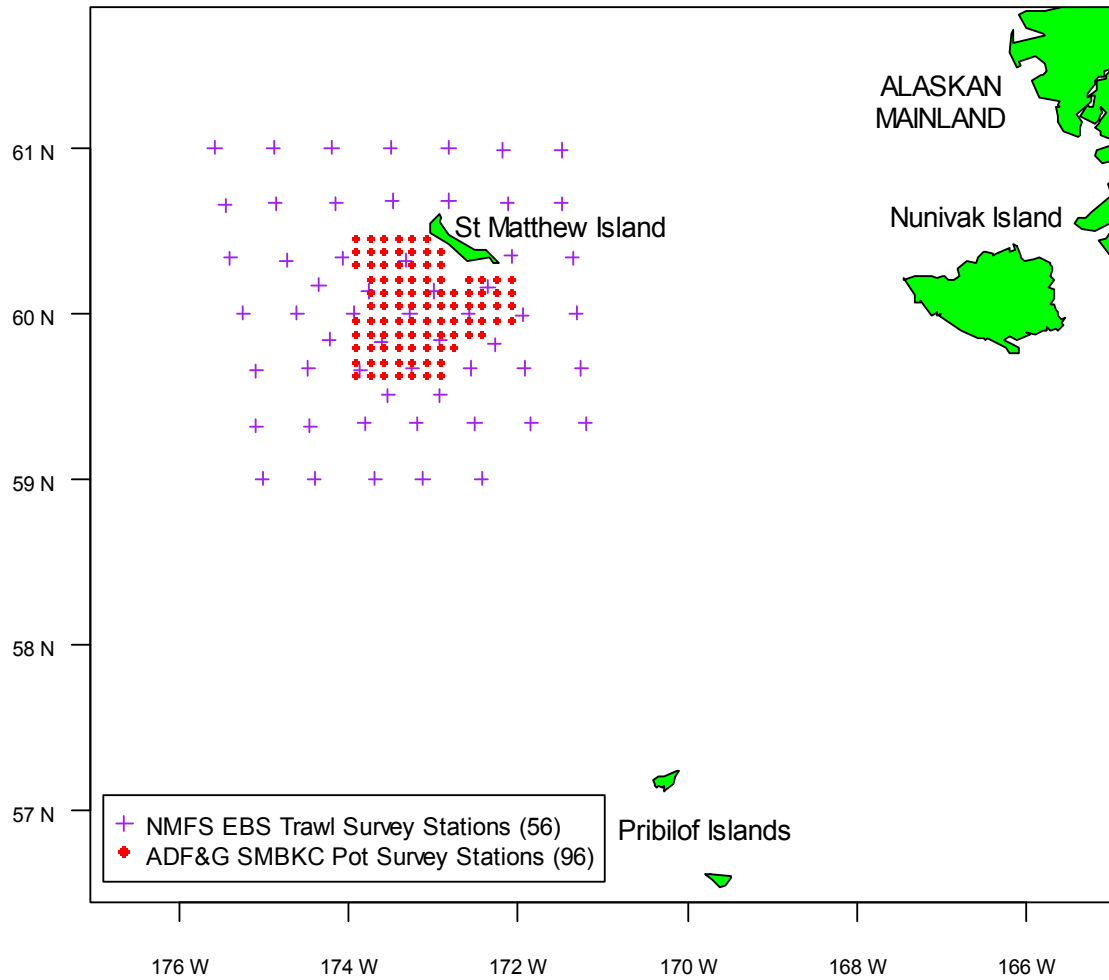 ALASKAN
MAINLAND
61 N
Nunivak Island
St Matthew Island
60 N
59 N
58 N
57 N
NMFS EBS Trawl Survey Stations (56)
ADF&G SMBKC Pot Survey Stations (96)
Pribilof Islands
176 W
174 W
172 W
170 W
168 W
166 W